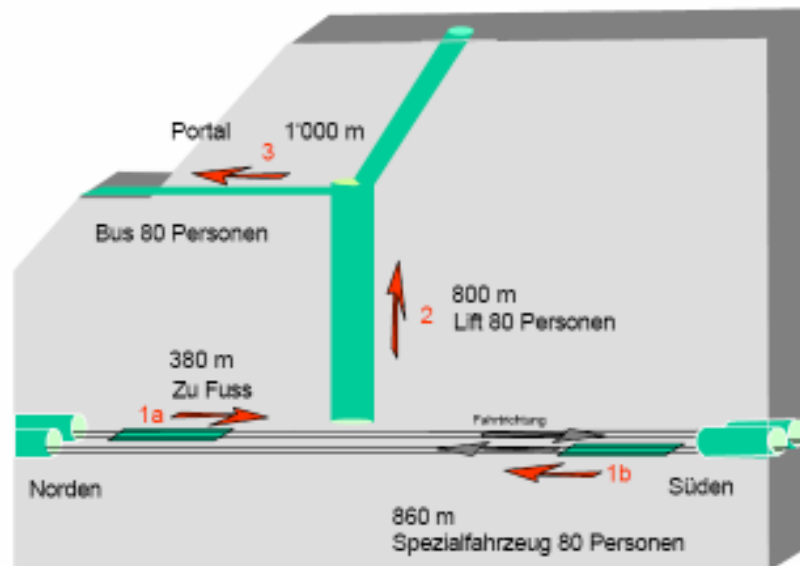 Portal 1'000 m
3
Bus 80 Personen
800 m
2 Lift 80 Personen
380 m
Zu Fuss
1a
Fahrtrichtung
1b
Norden
Süden
860 m
Spezialfahrzeug 80 Personen